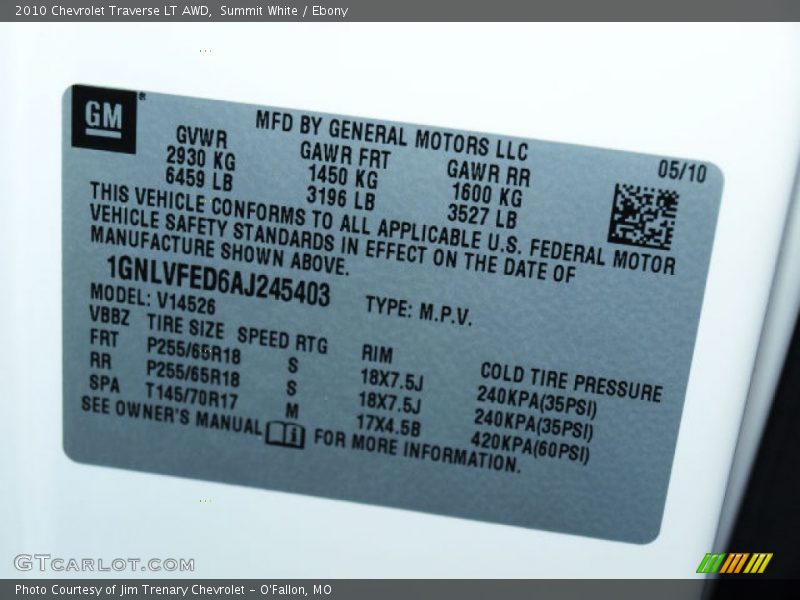 2010 Chevrolet Traverse LT AWD,  Summit White / Ebony
GM
MFD BY GENERAL MOTORS LLC
05/10
GVWR GAWR FRT GAWR RR
2930 KG 1450 KG 1600 KG
6459 LB 3196 LB 3527 LB
THIS VEHICLE CONFORMS TO ALL APPLICABLE U.S. FEDERAL MOTOR
VEHICLE SAFETY STANDARDS IN EFFECT ON THE DATE OF
MANUFACTURE SHOWN ABOVE.
1GNLVFED6AJ245403 TYPE: M.P.V.
MODEL: V14526
VBBZ TIRE SIZE SPEED RTG RIM COLD TIRE PRESSURE
FRT P255/65R18 S 18X7.5J 240KPA(35PSI)
RR P255/65R18 S 18X7.5J 240KPA(35PSI)
SPA T145/70R17 M 17X4.5B 420KPA(60PSI)
SEE OWNER'S MANUAL FOR MORE INFORMATION.
GTCARLOT.COM
Photo Courtesy of Jim Trenary Chevrolet - O'Fallon, MO